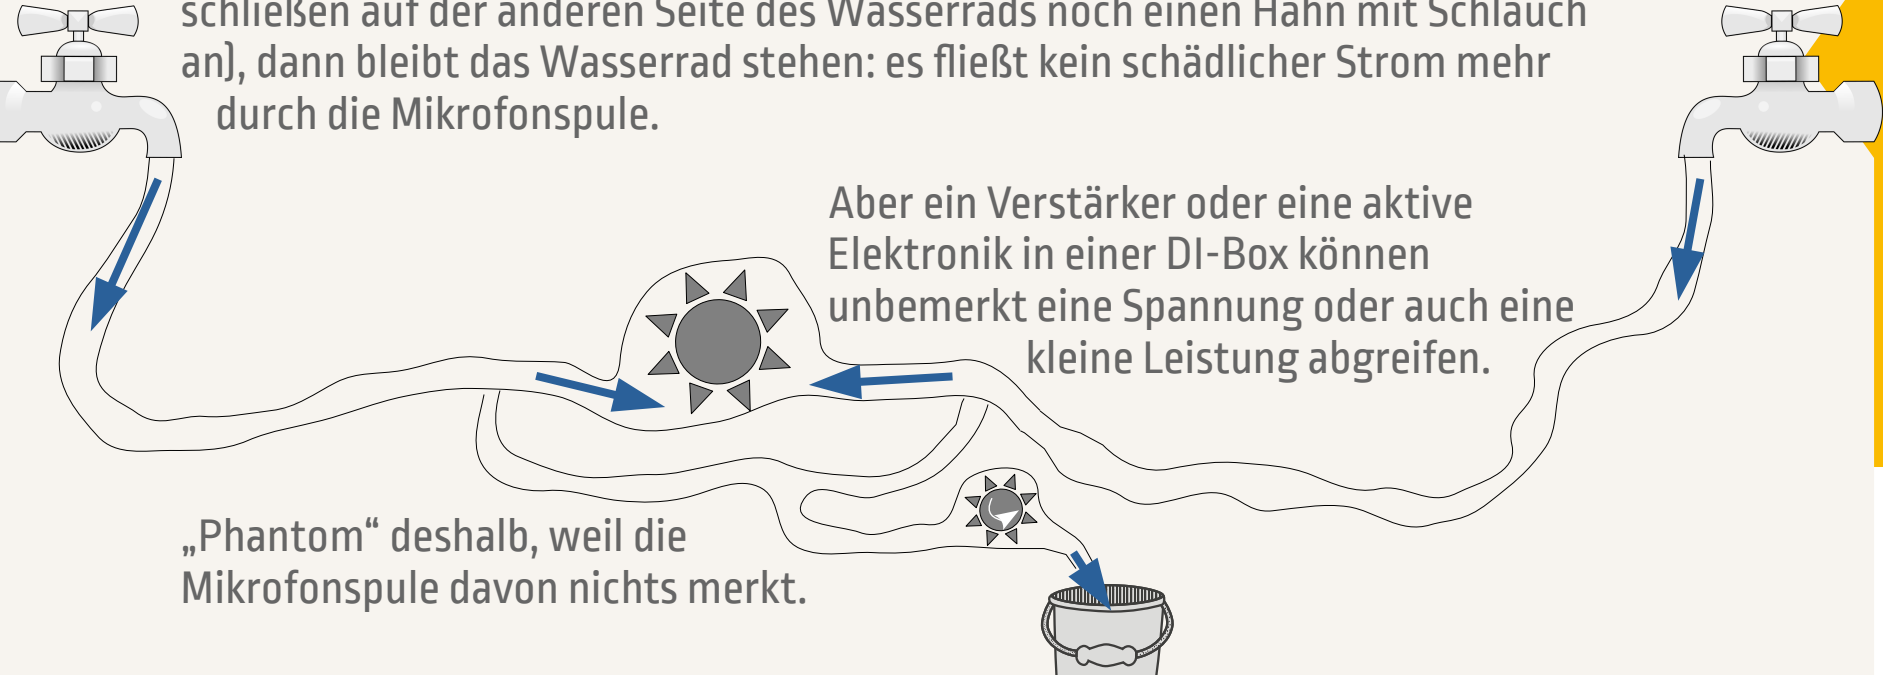 schließen auf der anderen Seite des Wasserrads noch einen Hahn mit Schlauch
an), dann bleibt das Wasserrad stehen: es fließt kein schädlicher Strom mehr
durch die Mikrofonspule.
Aber ein Verstärker oder eine aktive
Elektronik in einer DI-Box können
unbemerkt eine Spannung oder auch eine
kleine Leistung abgreifen.
„Phantom“ deshalb, weil die
Mikrofonspule davon nichts merkt.